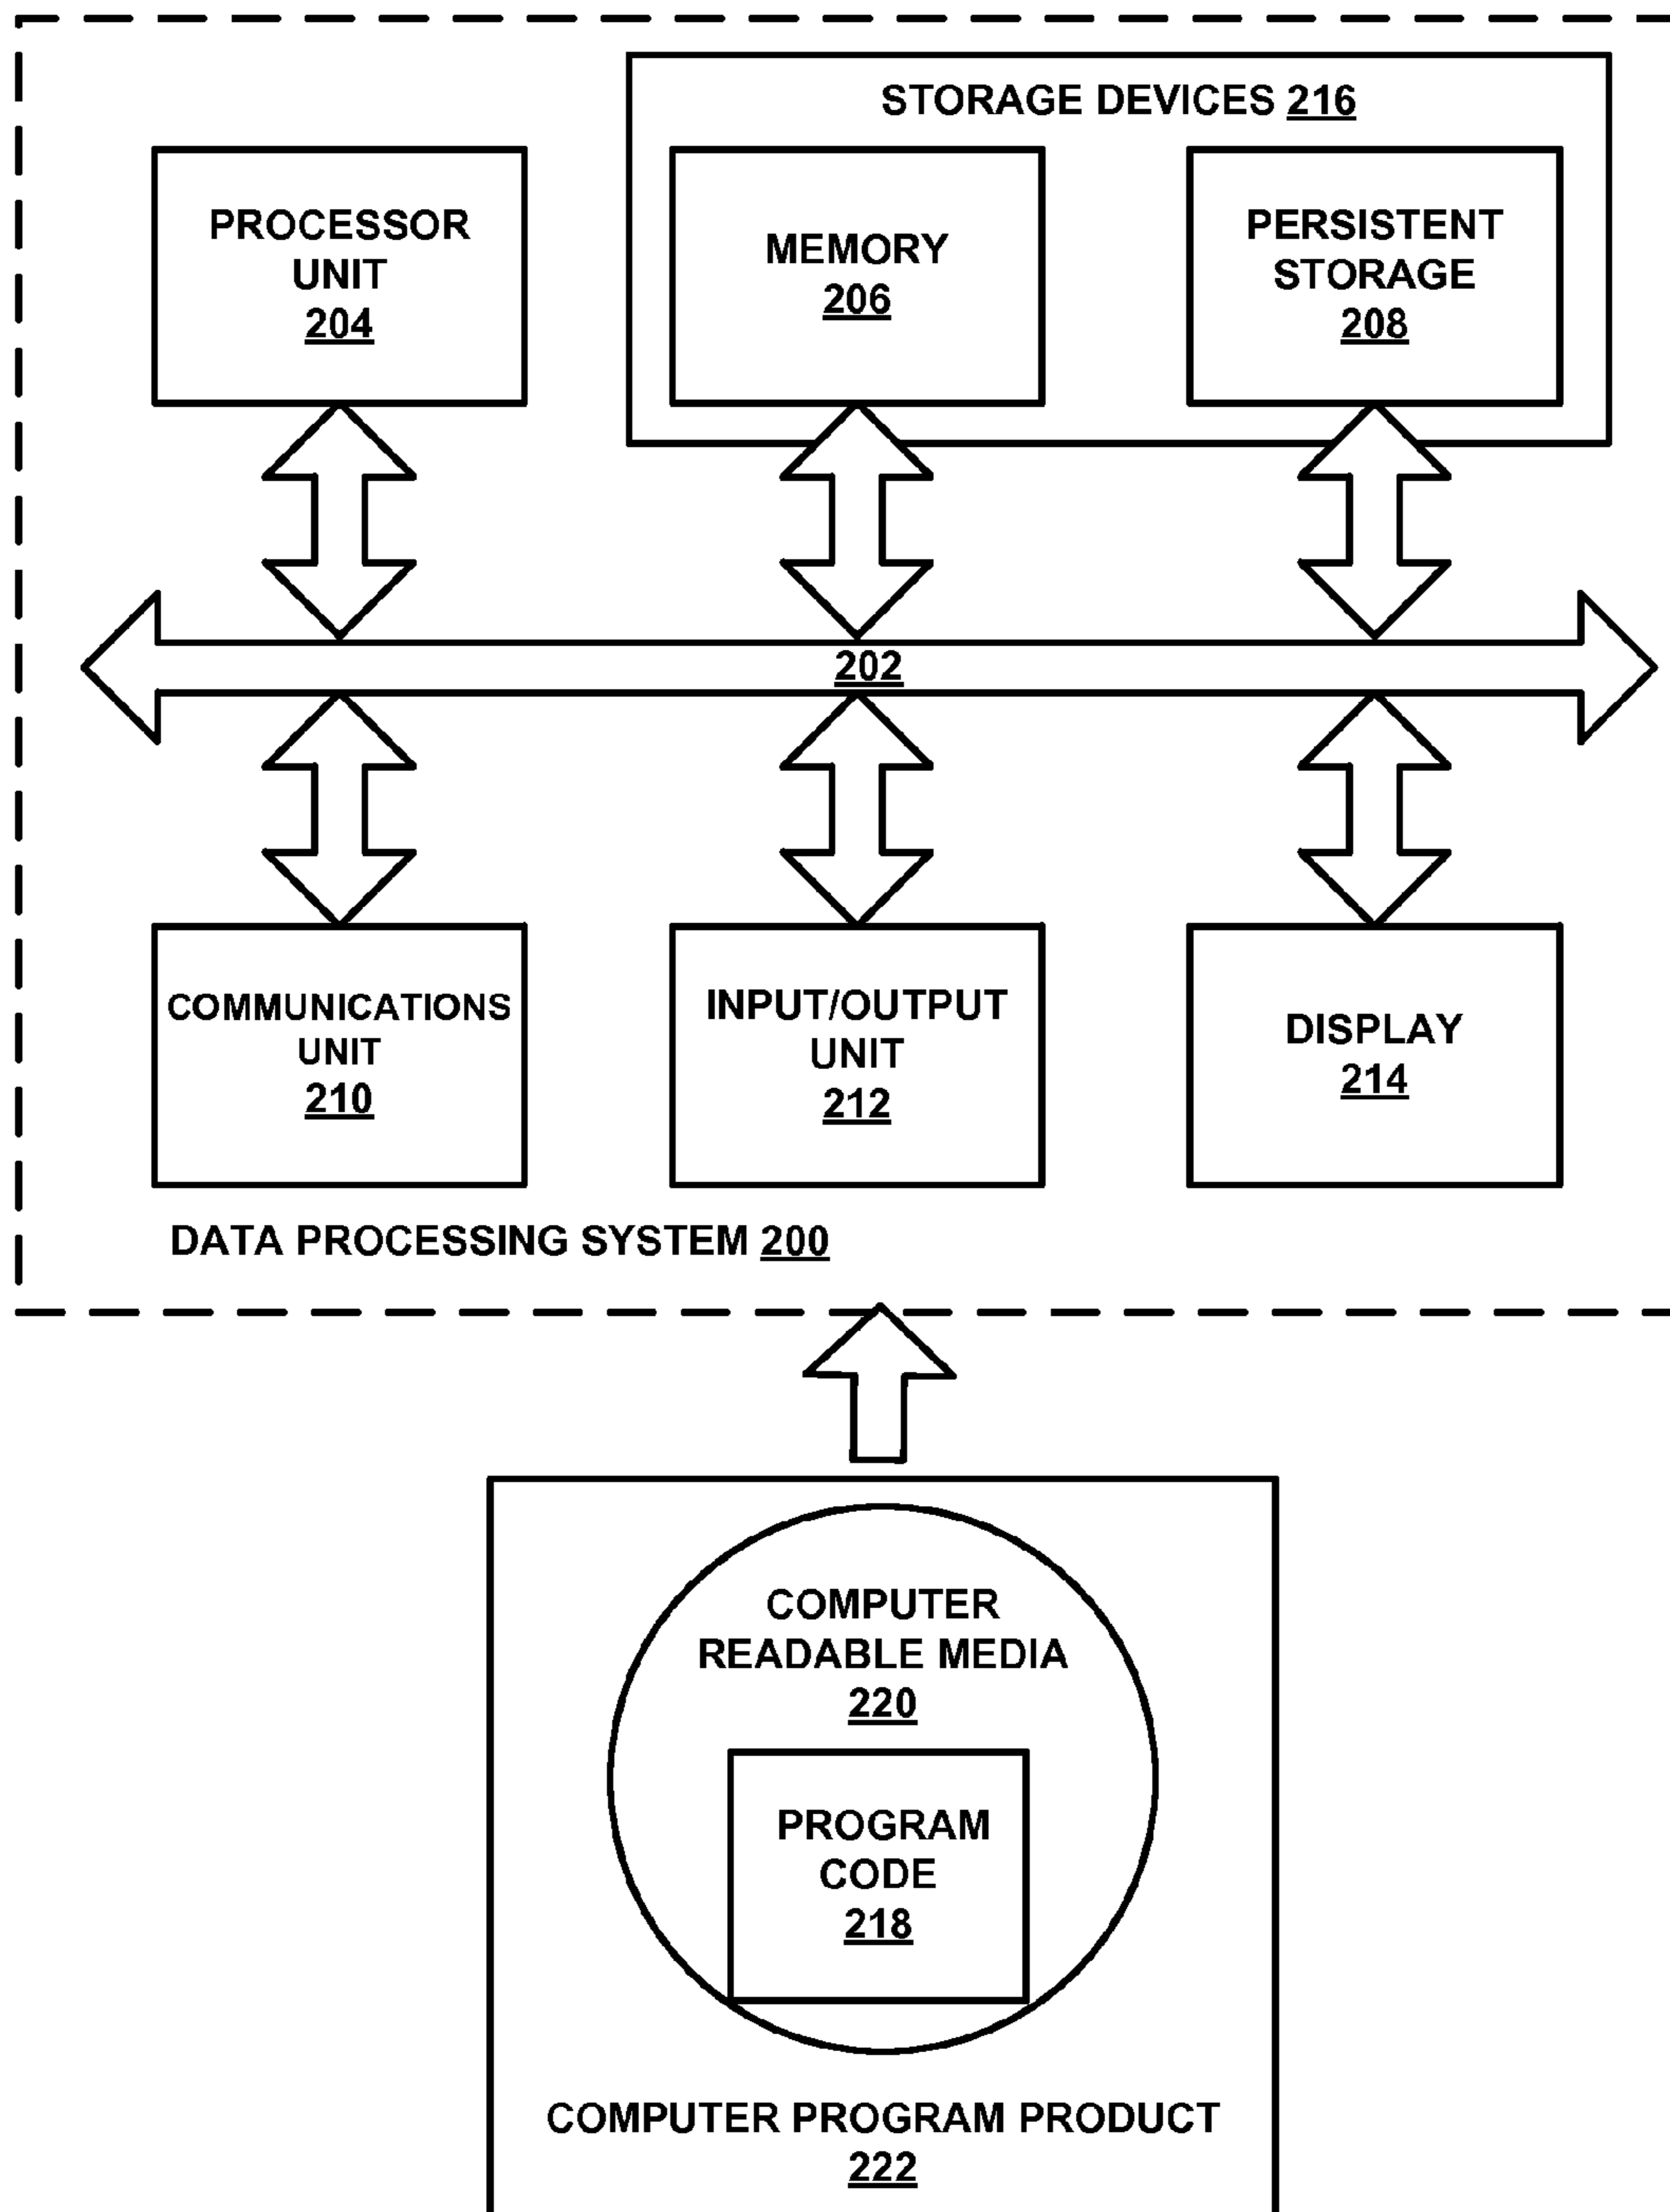 STORAGE DEVICES 216
PROCESSOR
UNIT
204
MEMORY
206
PERSISTENT
STORAGE
208
202
COMMUNICATIONS
UNIT
210
INPUT/OUTPUT
UNIT
212
DISPLAY
214
DATA PROCESSING SYSTEM 200
COMPUTER
READABLE MEDIA
220
PROGRAM
CODE
218
COMPUTER PROGRAM PRODUCT
222